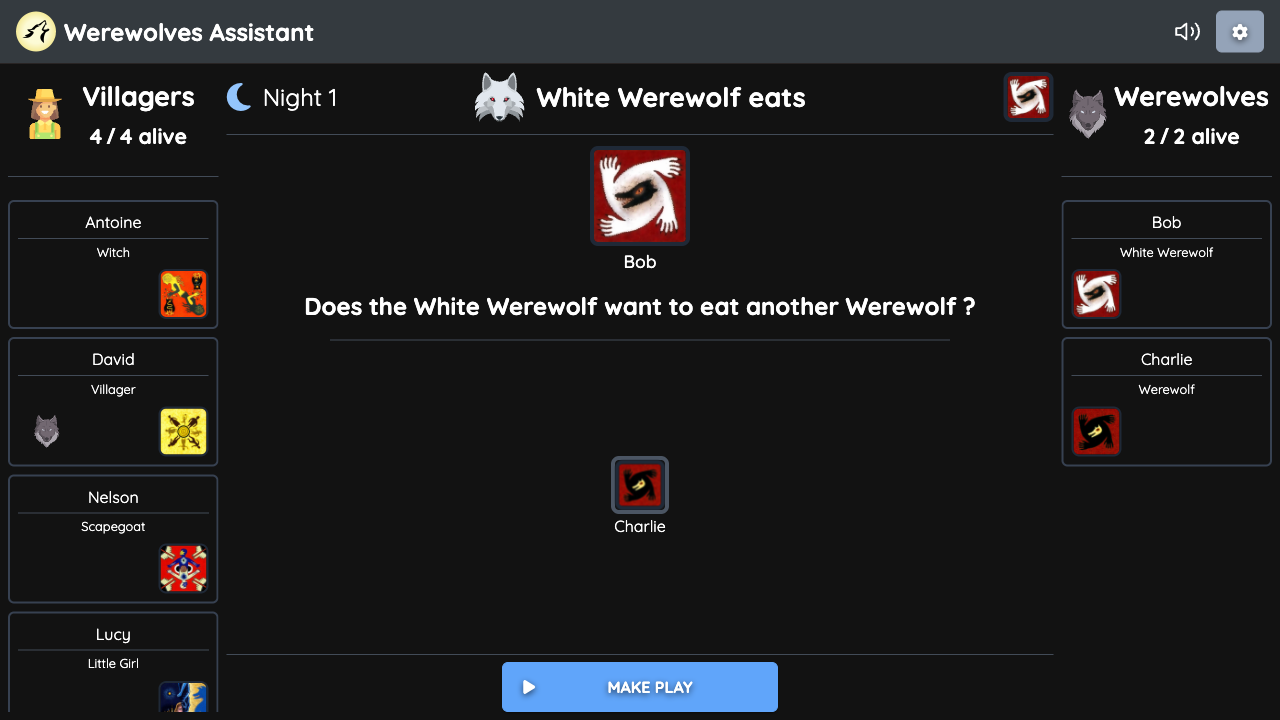 Werewolves Assistant
Villagers
4 / 4 alive
Night 1
White Werewolf eats
Werewolves
2 / 2 alive
Antoine
Witch
David
Villager
Nelson
Scapegoat
Lucy
Little Girl
Bob
Does the White Werewolf want to eat another Werewolf ?
Charlie
MAKE PLAY
Bob
White Werewolf
Charlie
Werewolf